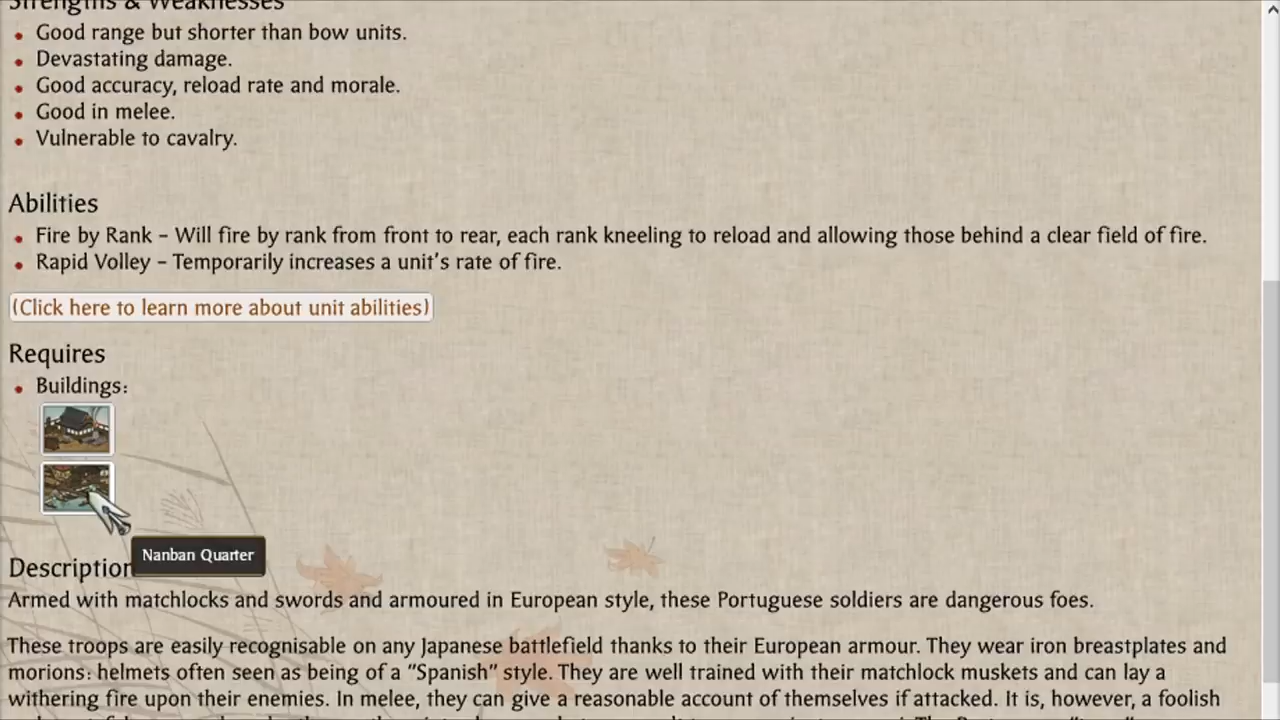 Strengths & Weaknesses
Good range but shorter than bow units.
Devastating damage.
Good accuracy, reload rate and morale.
Good in melee.
Vulnerable to cavalry.
Abilities
Fire by Rank – Will fire by rank from front to rear, each rank kneeling to reload and allowing those behind a clear field of fire.
Rapid Volley – Temporarily increases a unit's rate of fire.
(Click here to learn more about unit abilities)
Requires
Buildings:
Nanban Quarter
Description
Armed with matchlocks and swords and armoured in European style, these Portuguese soldiers are dangerous foes.
These troops are easily recognisable on any Japanese battlefield thanks to their European armour. They wear iron breastplates and
morions: helmets often seen as being of a "Spanish" style. They are well trained with their matchlock muskets and can lay a
withering fire upon their enemies. In melee, they can give a reasonable account of themselves if attacked. It is, however, a foolish